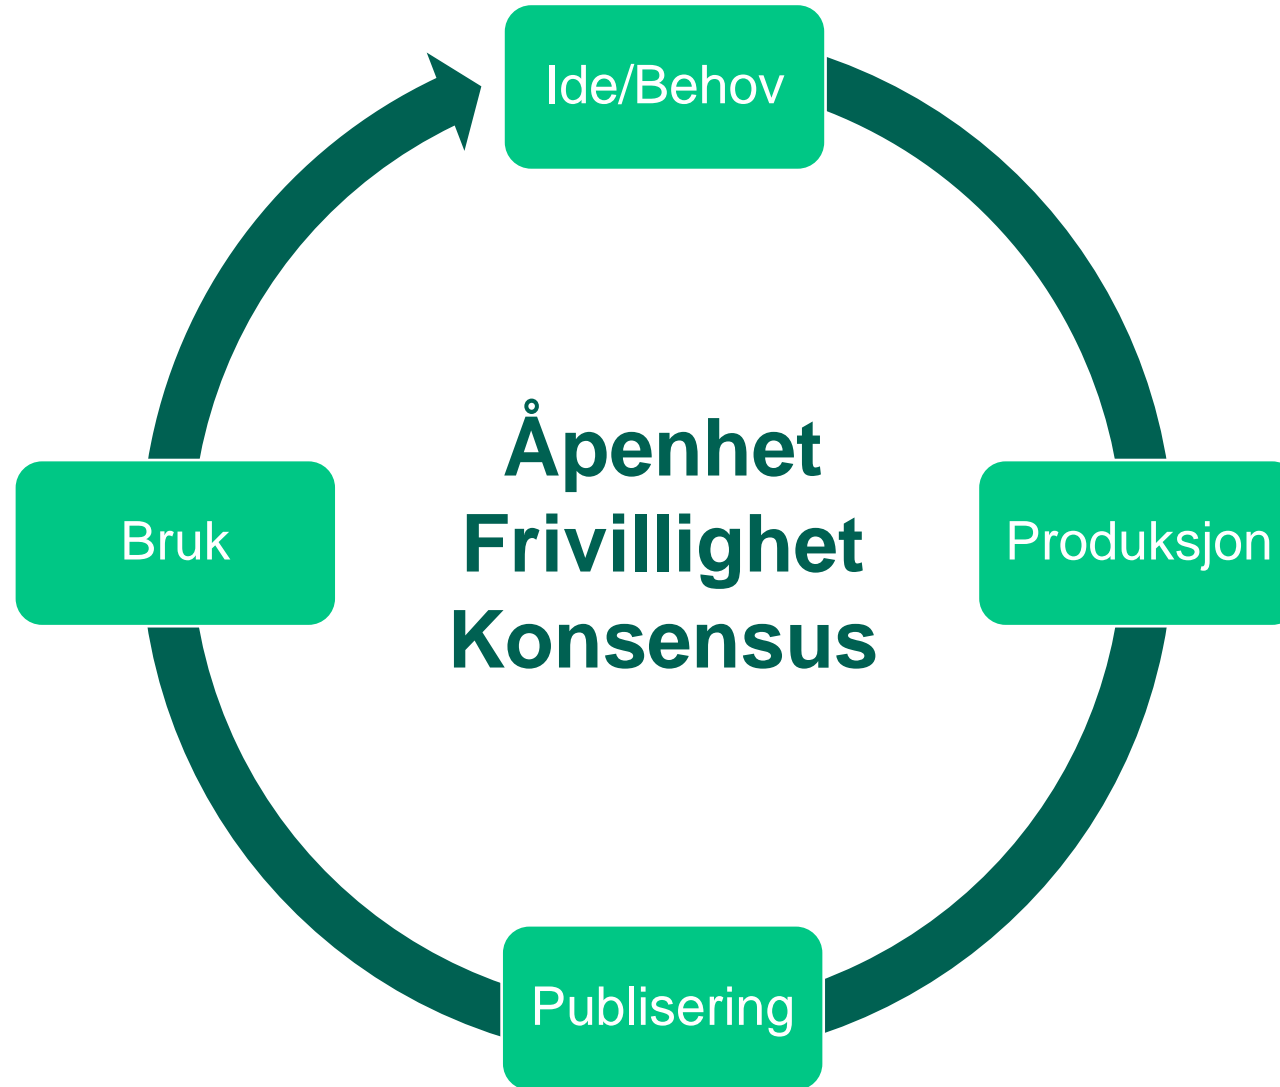 Ide/Behov
Åpenhet
Frivillighet
Konsensus
Bruk
Produksjon
Publisering